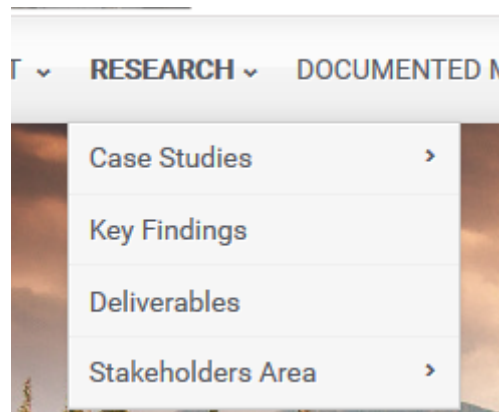 T RESEARCH DOCUMENTED M
Case Studies
Key Findings
Deliverables
Stakeholders Area